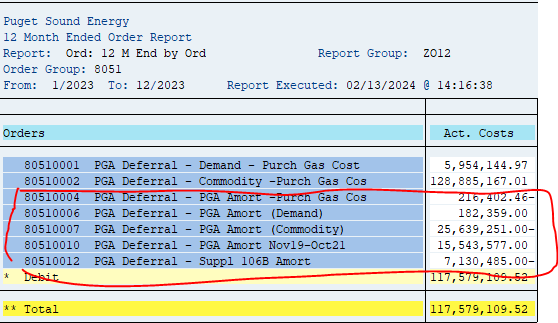 Puget Sound Energy
12 Month Ended Order Report
Report: Ord: 12 M End by Ord Report Group: ZO12
Order Group: 8051
From: 1/2023 To: 12/2023 Report Executed: 02/13/2024 @ 14:16:38
Orders Act. Costs
80510001 PGA Deferral - Demand - Purch Gas Cost 5,954,144.97
80510002 PGA Deferral - Commodity -Purch Gas Cos 128,885,167.01
80510004 PGA Deferral - PGA Amort -Purch Gas Cos 216,402.46-
80510006 PGA Deferral - PGA Amort (Demand) 182,359.00
80510007 PGA Deferral - PGA Amort (Commodity) 25,639,251.00-
80510010 PGA Deferral - PGA Amort Nov19-Oct21 15,543,577.00
80510012 PGA Deferral - Suppl 106B Amort 7,130,485.00-
* Debit 117,579,109.52
** Total 117,579,109.52